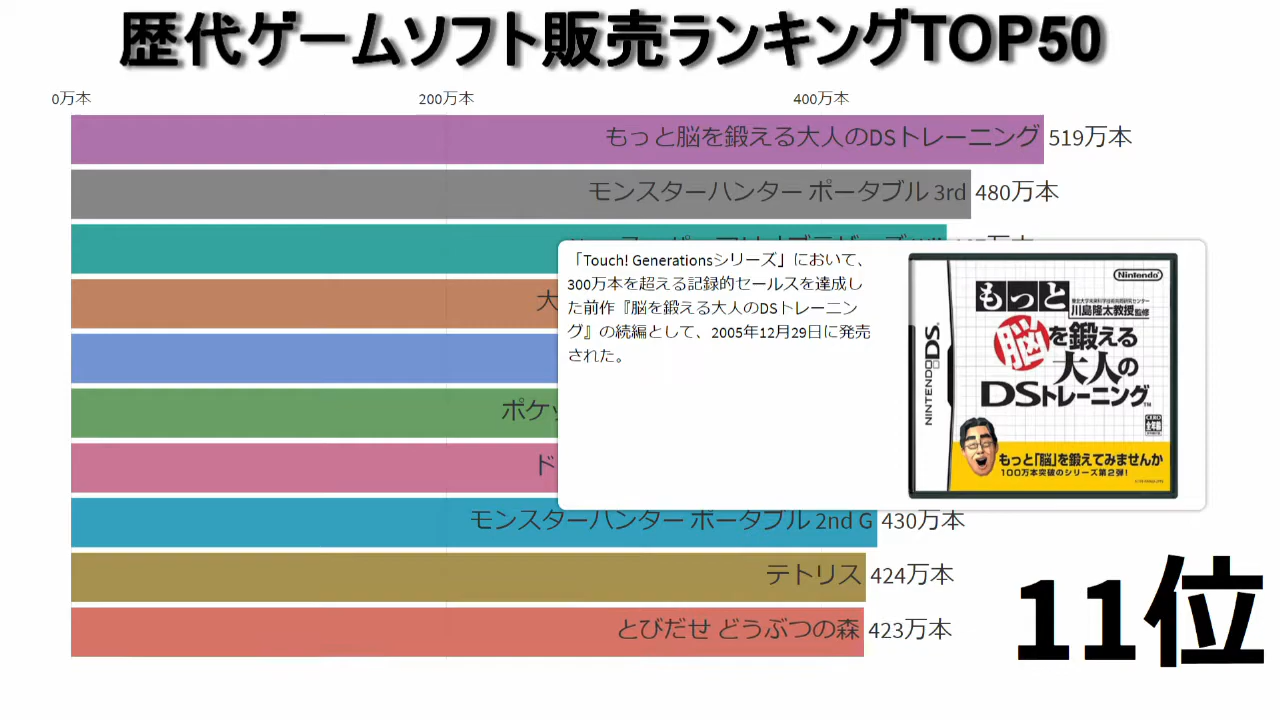 歴代ゲームソフト販売ランキングTOP50
0万本 200万本 400万本
もっと脳を鍛える大人のDSトレーニング 519万本
モンスターハンター ポータブル 3rd 480万本
「Touch! Generationsシリーズ」において、
300万本を超える記録的セールスを達成し
た前作『脳を鍛える大人のDSトレーニン
グ』の続編として、2005年12月29日に発売
された。
Nintendo
もっと
川島隆太教授監修
脳を鍛える
大人の
DSトレーニング
NINTENDO DS
もっと「脳」を鍛えてみませんか
100万本突破のシリーズ第2弾!
大
ポケッ
ド
モンスターハンター ポータブル 2nd G 430万本
テトリス 424万本
とびだせ どうぶつの森 423万本
11位